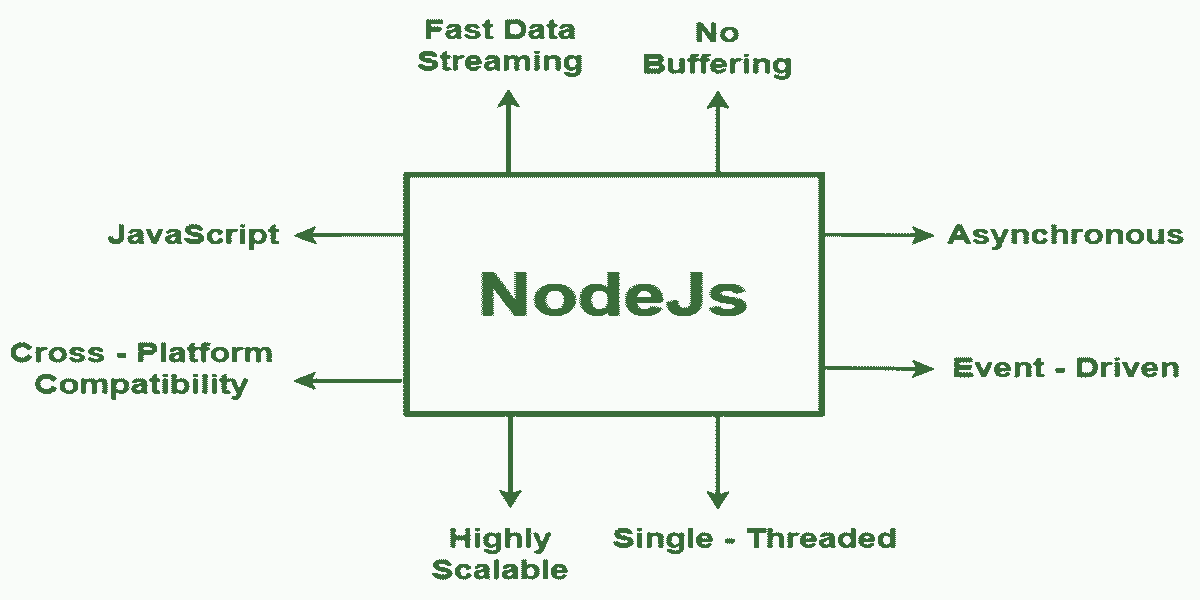 Fast Data
Streaming
No
Buffering
JavaScript
Asynchronous
NodeJs
Cross - Platform
Compatibility
Event - Driven
Highly
Scalable
Single - Threaded